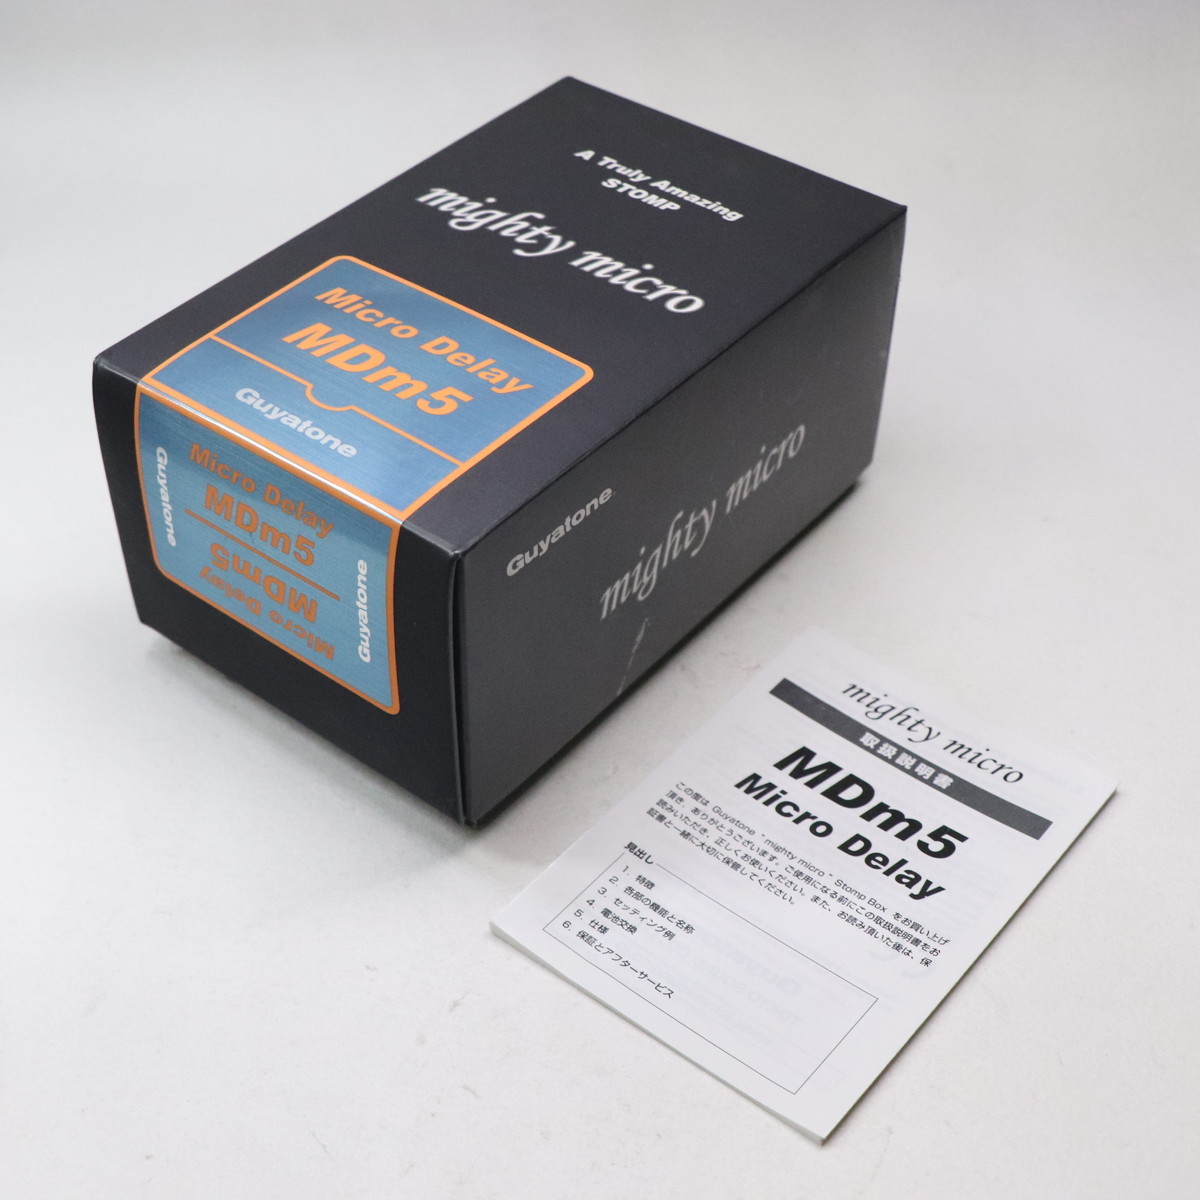 A Truly Amazing
STOMP
mighty micro
Micro Delay
MDm5
Guyatone
Micro Delay
MDm5
Guyatone
Guyatone
MDm5
Micro Delay
Guyatone
mighty micro
mighty micro
取扱説明書
MDm5
Micro Delay
この度は Guyatone "mighty micro" Stomp Box をお買い上げ
頂き、ありがとうございます。ご使用になる前にこの取扱説明書をお
読みいただき、正しくお使いください。また、お読み頂いた後は、保
証書と一緒に大切に保管してください。
見出し
1. 特徴
2. 各部の機能と名称
3. セッティング例
4. 電池交換
5. 仕様
6. 保証とアフターサービス